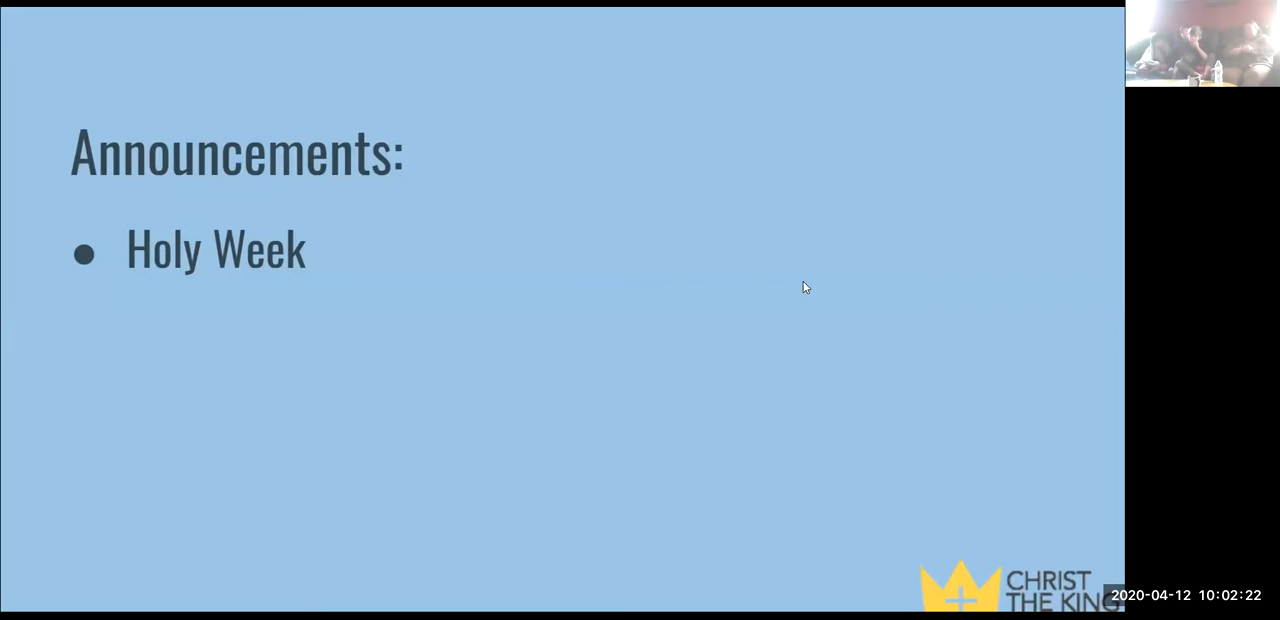 Announcements:
● Holy Week
CHRIST
THE KING
2020-04-12 10:02:22